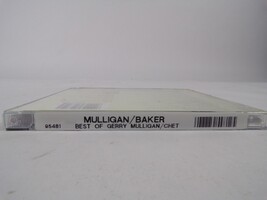 MULLIGAN/BAKER
95481 BEST OF GERRY MULLIGAN/CHET